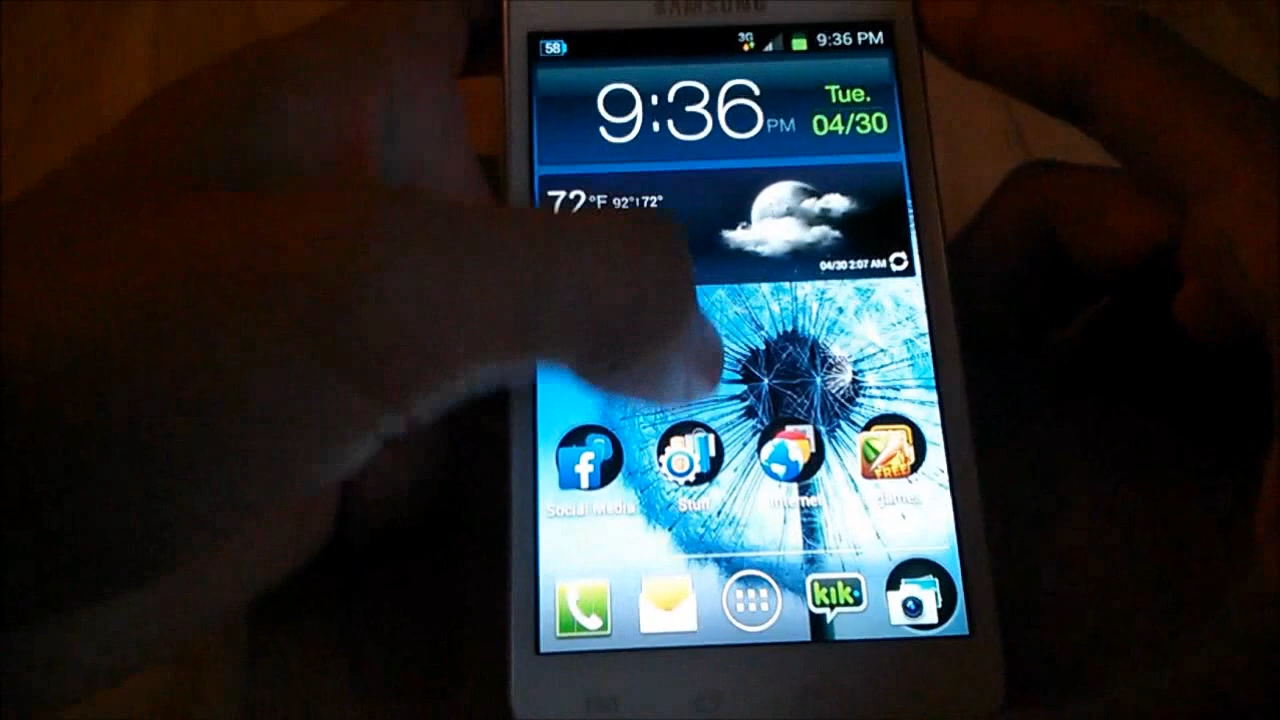 SAMSUNG
58 3G 9:36 PM
9:36 PM
Tue.
04/30
72°F 92° | 72°
04/30 2:07 AM
FREE!
Social Media Stuff Internet games
kik